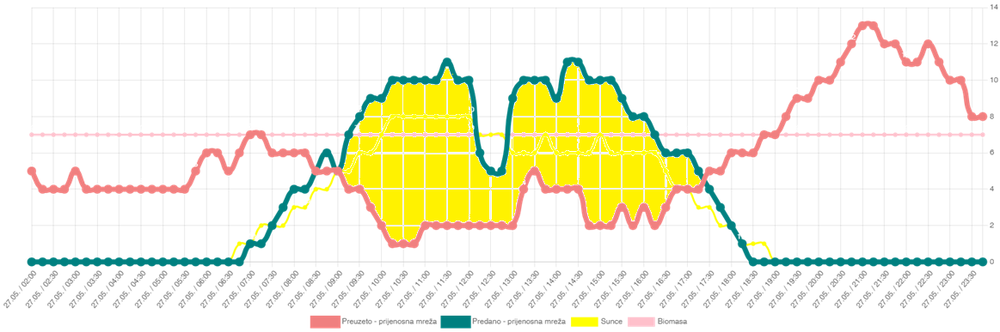 14
12
10
8
6
4
2
0
27.05. / 02:00
27.05. / 02:30
27.05. / 03:00
27.05. / 03:30
27.05. / 04:00
27.05. / 04:30
27.05. / 05:00
27.05. / 05:30
27.05. / 06:00
27.05. / 06:30
27.05. / 07:00
27.05. / 07:30
27.05. / 08:00
27.05. / 08:30
27.05. / 09:00
27.05. / 09:30
27.05. / 10:00
27.05. / 10:30
27.05. / 11:00
27.05. / 11:30
27.05. / 12:00
27.05. / 12:30
27.05. / 13:00
27.05. / 13:30
27.05. / 14:00
27.05. / 14:30
27.05. / 15:00
27.05. / 15:30
27.05. / 16:00
27.05. / 16:30
27.05. / 17:00
27.05. / 17:30
27.05. / 18:00
27.05. / 18:30
27.05. / 19:00
27.05. / 19:30
27.05. / 20:00
27.05. / 20:30
27.05. / 21:00
27.05. / 21:30
27.05. / 22:00
27.05. / 22:30
27.05. / 23:00
27.05. / 23:30
Preuzeto - prijenosna mreža Predano - prijenosna mreža Sunce Biomasa